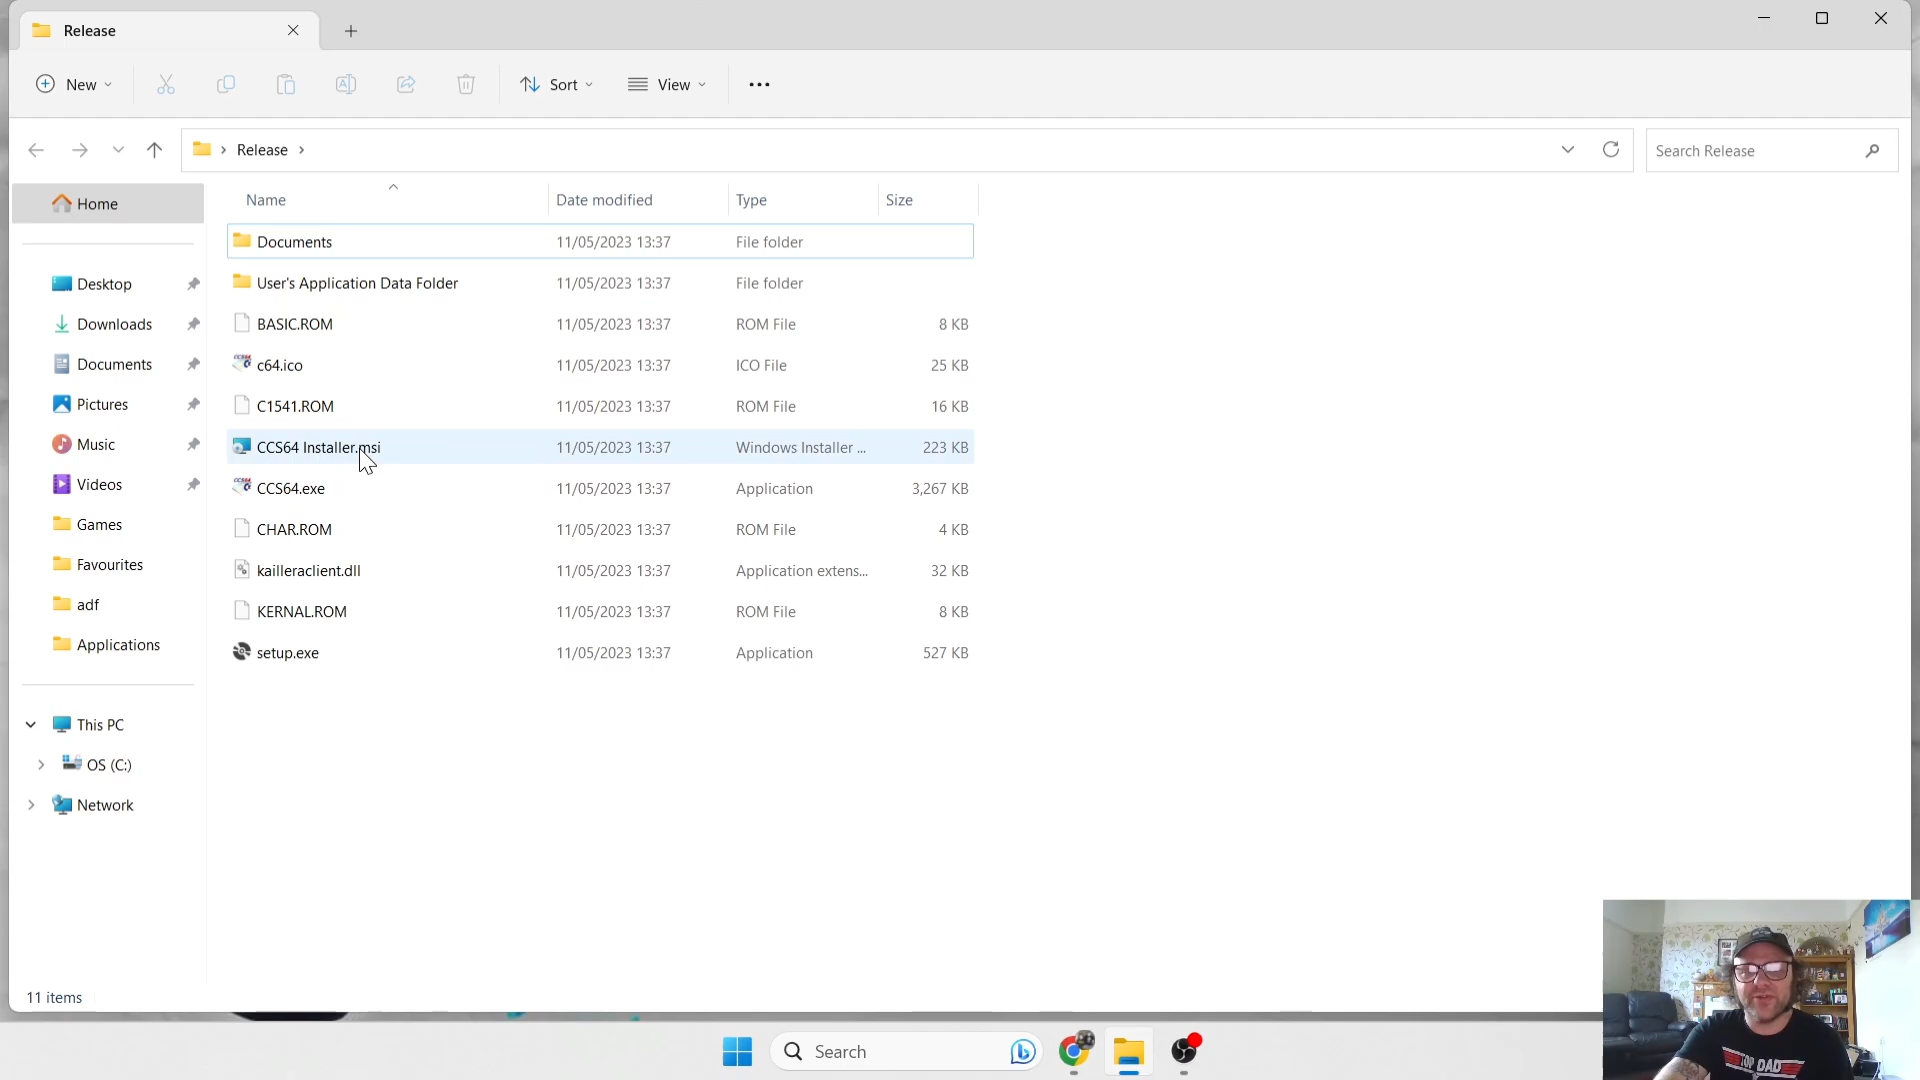 Release
New
Sort
View
Release
Search Release
Home
Name Date modified Type Size
Documents 11/05/2023 13:37 File folder
User's Application Data Folder 11/05/2023 13:37 File folder
BASIC.ROM 11/05/2023 13:37 ROM File 8 KB
c64.ico 11/05/2023 13:37 ICO File 25 KB
C1541.ROM 11/05/2023 13:37 ROM File 16 KB
CCS64 Installer.msi 11/05/2023 13:37 Windows Installer ... 223 KB
CCS64.exe 11/05/2023 13:37 Application 3,267 KB
CHAR.ROM 11/05/2023 13:37 ROM File 4 KB
kailleraclient.dll 11/05/2023 13:37 Application extens... 32 KB
KERNAL.ROM 11/05/2023 13:37 ROM File 8 KB
setup.exe 11/05/2023 13:37 Application 527 KB
Desktop
Downloads
Documents
Pictures
Music
Videos
Games
Favourites
adf
Applications
This PC
OS (C:)
Network
11 items
Search
TOP DAD